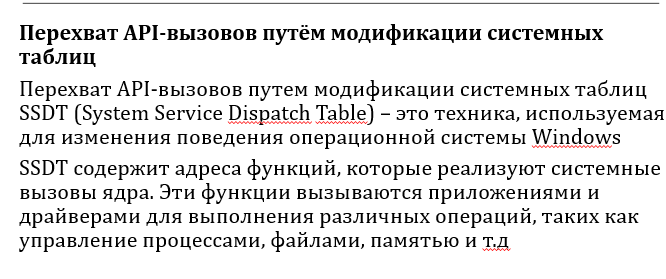 Перехват API-вызовов путём модификации системных
таблиц
Перехват API-вызовов путем модификации системных таблиц
SSDT (System Service Dispatch Table) – это техника, используемая
для изменения поведения операционной системы Windows
SSDT содержит адреса функций, которые реализуют системные
вызовы ядра. Эти функции вызываются приложениями и
драйверами для выполнения различных операций, таких как
управление процессами, файлами, памятью и т.д